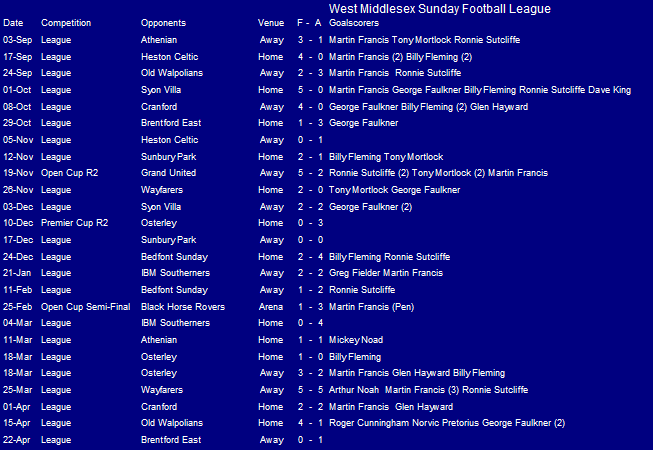 West Middlesex Sunday Football League
Date Competition Opponents Venue F - A Goalscorers
03-Sep League Athenian Away 3 - 1 Martin Francis Tony Mortlock Ronnie Sutcliffe
17-Sep League Heston Celtic Home 4 - 0 Martin Francis (2) Billy Fleming (2)
24-Sep League Old Walpolians Away 2 - 3 Martin Francis Ronnie Sutcliffe
01-Oct League Syon Villa Home 5 - 0 Martin Francis George Faulkner Billy Fleming Ronnie Sutcliffe Dave King
08-Oct League Cranford Away 4 - 0 George Faulkner Billy Fleming (2) Glen Hayward
29-Oct League Brentford East Home 1 - 3 George Faulkner
05-Nov League Heston Celtic Away 0 - 1
12-Nov League Sunbury Park Home 2 - 1 Billy Fleming Tony Mortlock
19-Nov Open Cup R2 Grand United Away 5 - 2 Ronnie Sutcliffe (2) Tony Mortlock (2) Martin Francis
26-Nov League Wayfarers Home 2 - 0 Tony Mortlock George Faulkner
03-Dec League Syon Villa Away 2 - 2 George Faulkner (2)
10-Dec Premier Cup R2 Osterley Home 0 - 3
17-Dec League Sunbury Park Away 0 - 0
24-Dec League Bedfont Sunday Home 2 - 4 Billy Fleming Ronnie Sutcliffe
21-Jan League IBM Southerners Away 2 - 2 Greg Fielder Martin Francis
11-Feb League Bedfont Sunday Away 1 - 2 Ronnie Sutcliffe
25-Feb Open Cup Semi-Final Black Horse Rovers Arena 1 - 3 Martin Francis (Pen)
04-Mar League IBM Southerners Home 0 - 4
11-Mar League Athenian Home 1 - 1 Mickey Noad
18-Mar League Osterley Home 1 - 0 Billy Fleming
18-Mar League Osterley Away 3 - 2 Martin Francis Glen Hayward Billy Fleming
25-Mar League Wayfarers Away 5 - 5 Arthur Noah Martin Francis (3) Ronnie Sutcliffe
01-Apr League Cranford Home 2 - 2 Martin Francis Glen Hayward
15-Apr League Old Walpolians Home 4 - 1 Roger Cunningham Norvic Pretorius George Faulkner (2)
22-Apr League Brentford East Away 0 - 1